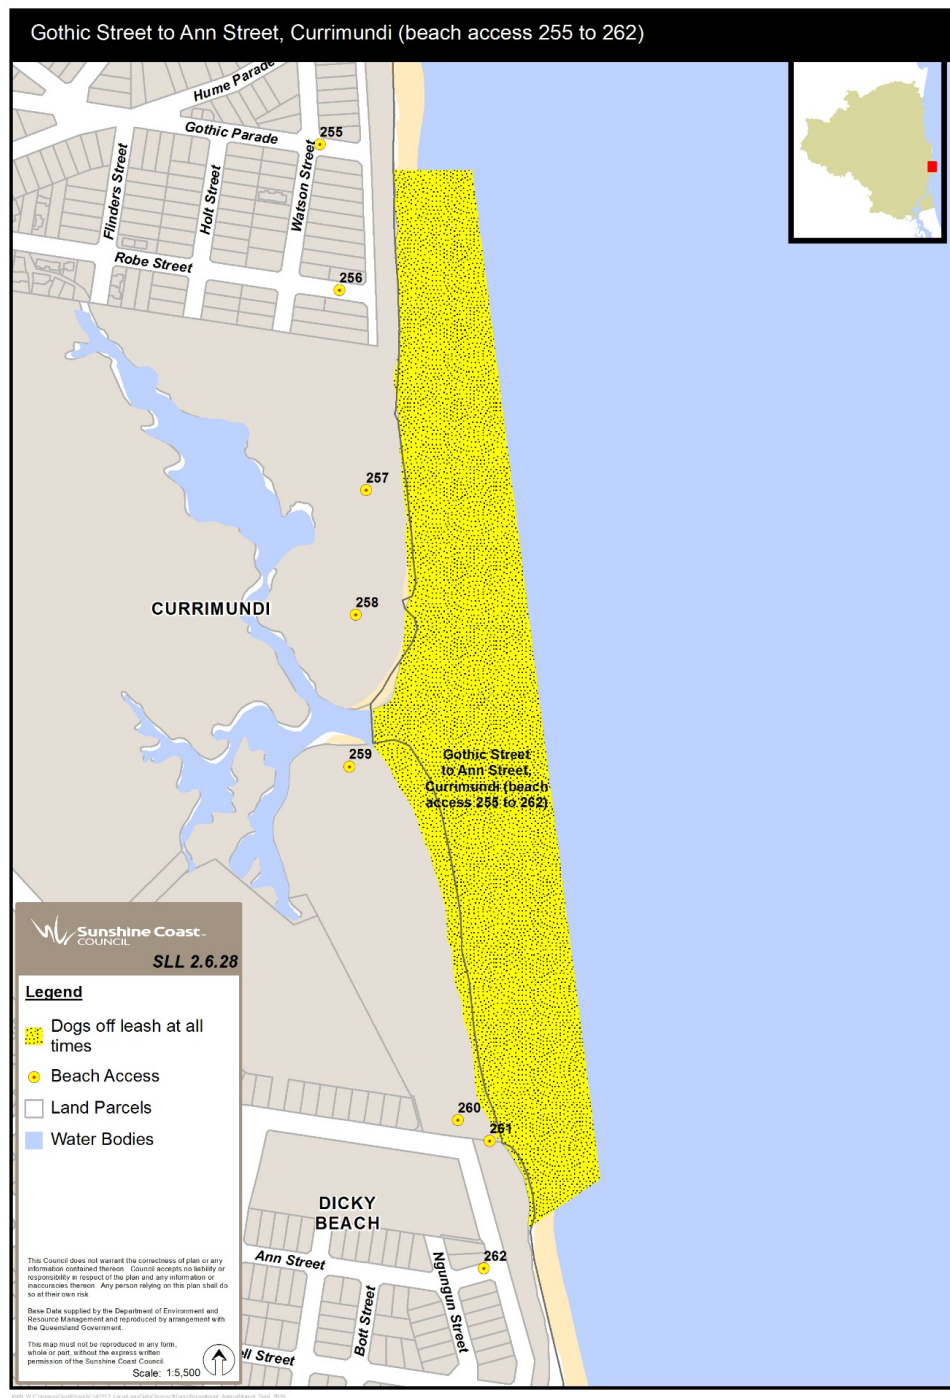 Gothic Street to Ann Street, Currimundi (beach access 255 to 262)
Hume Parade
Gothic Parade
255
Flinders Street
Holt Street
Watson Street
Robe Street
256
257
258
CURRIMUNDI
259
Gothic Street
to Ann Street,
Currimundi (beach
access 255 to 262)
Sunshine Coast
COUNCIL
SLL 2.6.28
Legend
Dogs off leash at all
times
Beach Access
Land Parcels
Water Bodies
260
261
DICKY
BEACH
262
Ann Street
Ngungun Street
Bott Street
ell Street
This Council does not warrant the correctness of plan or any
information contained thereon. Council accepts no liability or
responsibility in respect of the plan and any information or
inaccuracies thereon. Any person relying on this plan shall do
so at their own risk.
Base Data supplied by the Department of Environment and
Resource Management and reproduced by arrangement with
the Queensland Government.
This map must not be reproduced in any form,
whole or part, without the express written
permission of the Sunshine Coast Council.
Scale: 1:5,500